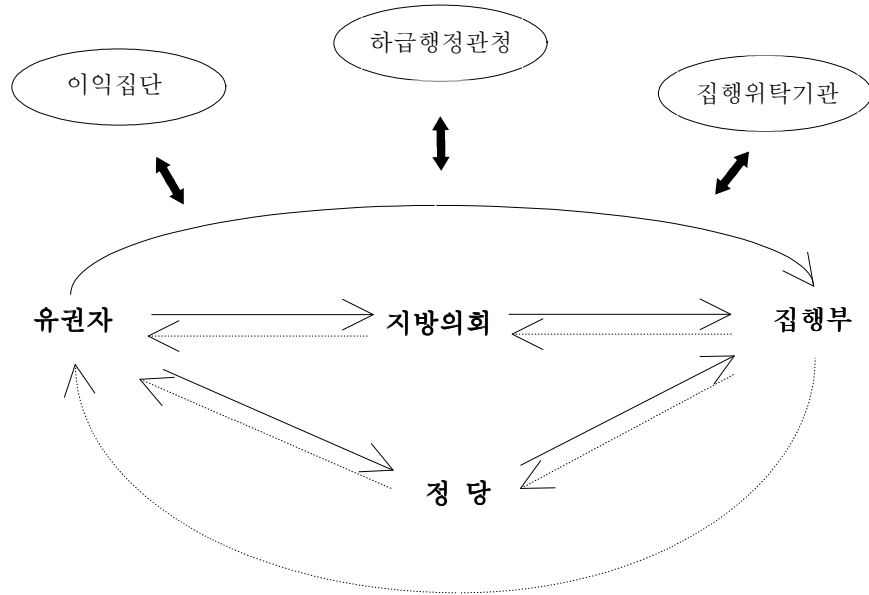 하급행정관청
이익집단
집행위탁기관
유권자
지방의회
집행부
정 당